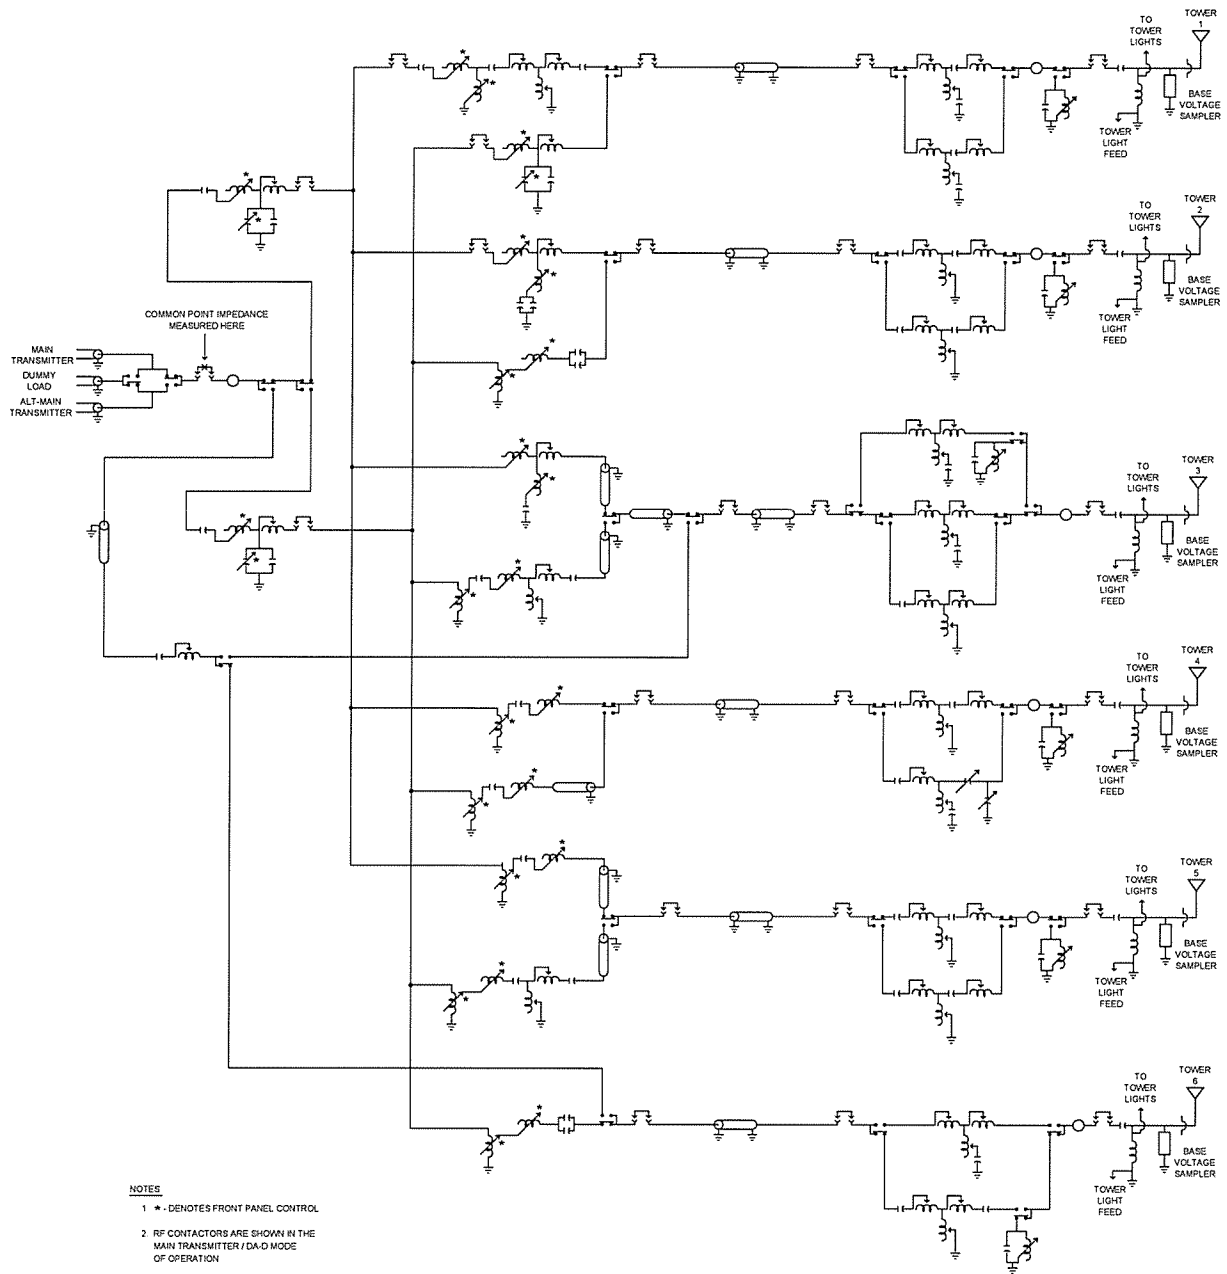 TO
TOWER
LIGHTS
TOWER
1
BASE
VOLTAGE
SAMPLER
TOWER
LIGHT
FEED
TO
TOWER
LIGHTS
TOWER
2
BASE
VOLTAGE
SAMPLER
TOWER
LIGHT
FEED
COMMON POINT IMPEDANCE
MEASURED HERE
MAIN
TRANSMITTER
DUMMY
LOAD
ALT-MAIN
TRANSMITTER
TO
TOWER
LIGHTS
TOWER
3
BASE
VOLTAGE
SAMPLER
TOWER
LIGHT
FEED
TO
TOWER
LIGHTS
TOWER
4
BASE
VOLTAGE
SAMPLER
TOWER
LIGHT
FEED
TO
TOWER
LIGHTS
TOWER
5
BASE
VOLTAGE
SAMPLER
TOWER
LIGHT
FEED
TO
TOWER
LIGHTS
TOWER
6
BASE
VOLTAGE
SAMPLER
TOWER
LIGHT
FEED
NOTES
1 * - DENOTES FRONT PANEL CONTROL
2. RF CONTACTORS ARE SHOWN IN THE
MAIN TRANSMITTER / DA-D MODE
OF OPERATION